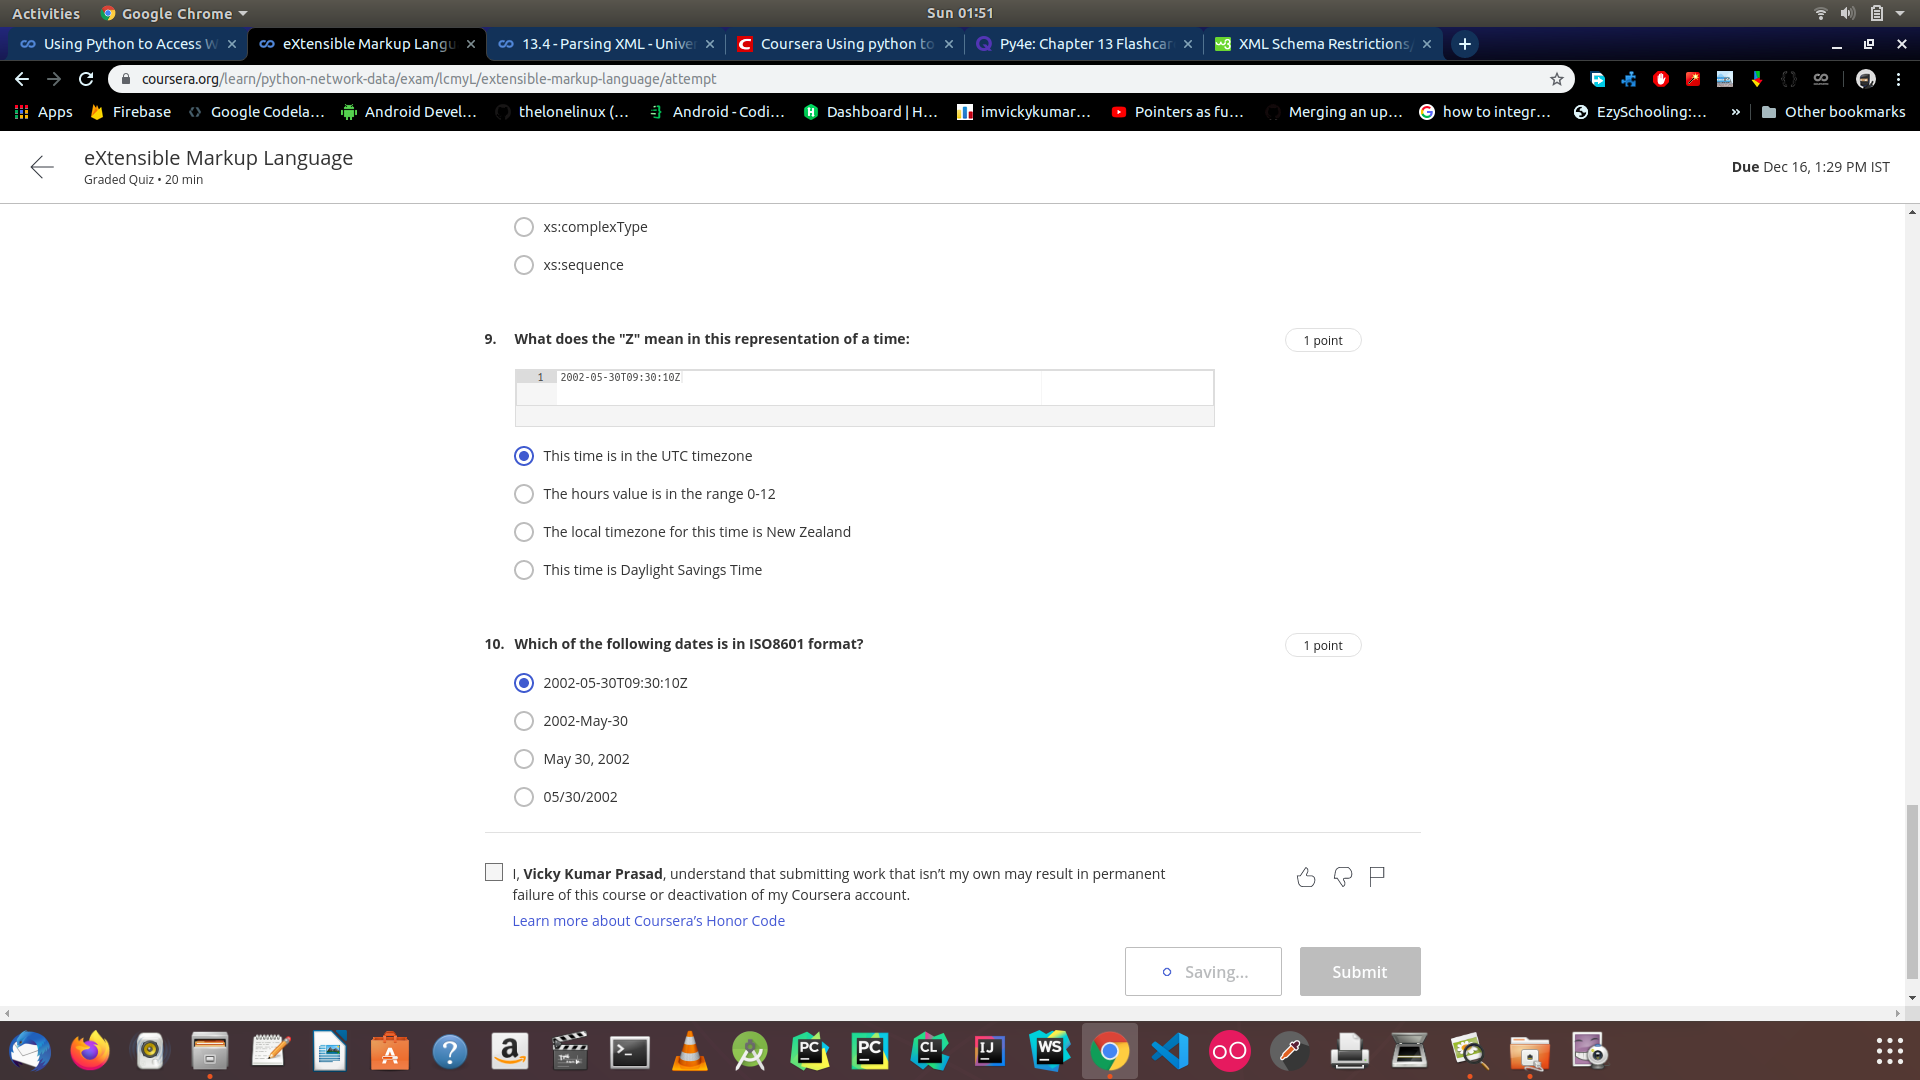 Activities
Google Chrome
Sun 01:51
Using Python to Access W
eXtensible Markup Langu
13.4 - Parsing XML - Unive
Coursera Using python to
Py4e: Chapter 13 Flashcar
XML Schema Restrictions/
coursera.org/learn/python-network-data/exam/lcmyL/extensible-markup-language/attempt
Apps
Firebase
Google Codela...
Android Devel...
thelonelinux (...
Android - Codi...
Dashboard | H...
imvickykumar...
Pointers as fu...
Merging an up...
how to integr...
EzySchooling:...
»
Other bookmarks
eXtensible Markup Language
Graded Quiz • 20 min
Due Dec 16, 1:29 PM IST
xs:complexType
xs:sequence
9. What does the "Z" mean in this representation of a time:
1 point
1 2002-05-30T09:30:10Z
This time is in the UTC timezone
The hours value is in the range 0-12
The local timezone for this time is New Zealand
This time is Daylight Savings Time
10. Which of the following dates is in ISO8601 format?
1 point
2002-05-30T09:30:10Z
2002-May-30
May 30, 2002
05/30/2002
I, Vicky Kumar Prasad, understand that submitting work that isn't my own may result in permanent
failure of this course or deactivation of my Coursera account.
Learn more about Coursera's Honor Code
Saving...
Submit
PC
PC
CL
IJ
WS